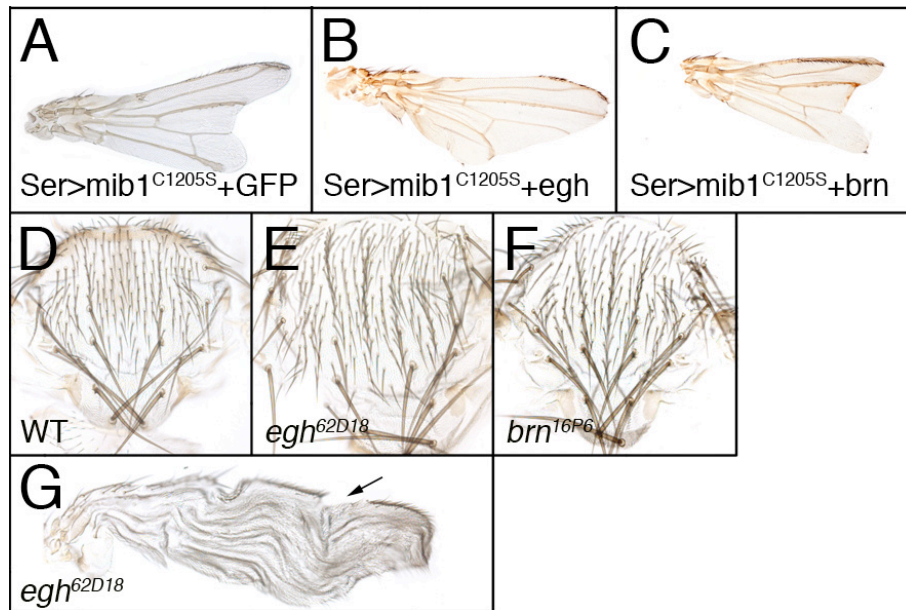 A
Ser>mib1C1205S+GFP
B
Ser>mib1C1205S+egh
C
Ser>mib1C1205S+brn
D
WT
E
egh62D18
F
brn16P6
G
egh62D18